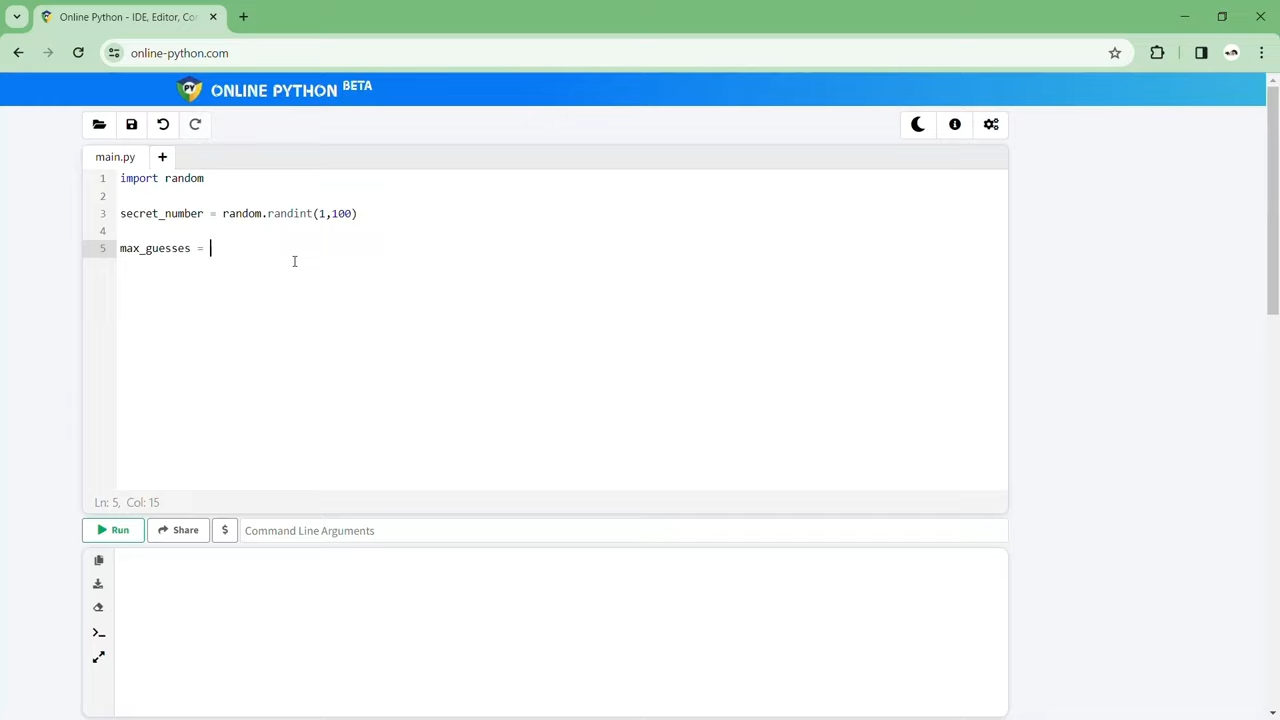 Online Python - IDE, Editor, Co
online-python.com
PY ONLINE PYTHON BETA
main.py
1 import random
2
3 secret_number = random.randint(1,100)
4
5 max_guesses =
Ln: 5, Col: 15
Run Share $ Command Line Arguments